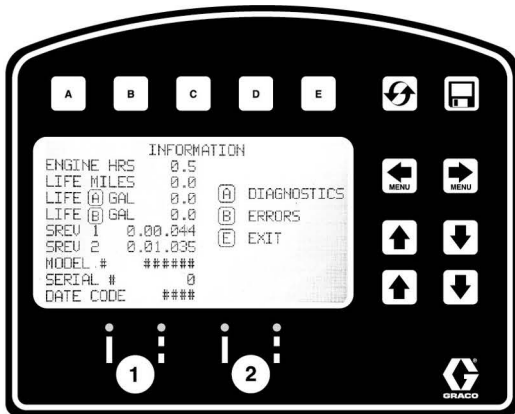 A B C D E
INFORMATION
ENGINE HRS 0.5
LIFE MILES 0.0
LIFE A GAL 0.0
LIFE B GAL 0.0
SREV 1 0.00.044
SREV 2 0.01.035
MODEL # ######
SERIAL # 0
DATE CODE ####
A DIAGNOSTICS
B ERRORS
E EXIT
MENU MENU
1 2
G
GRACO